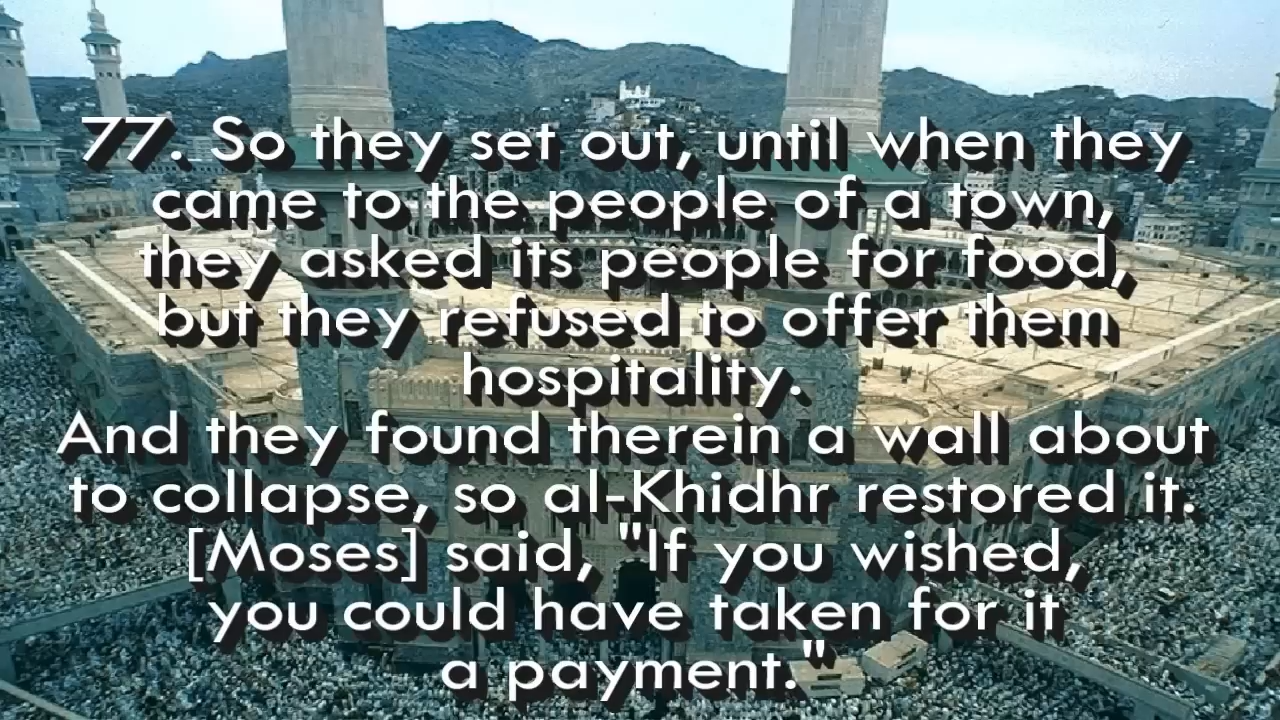 77. So they set out, until when they
came to the people of a town,
they asked its people for food,
but they refused to offer them
hospitality.
And they found therein a wall about
to collapse, so al-Khidhr restored it.
[Moses] said, "If you wished,
you could have taken for it
a payment."